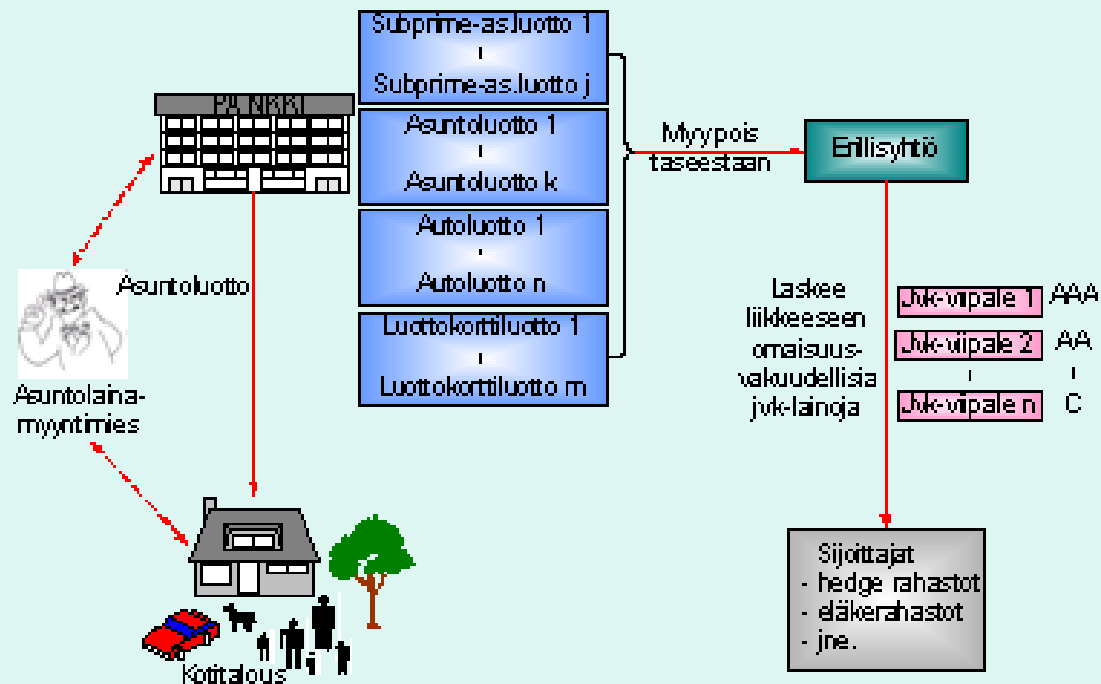 Subprime-as.luotto 1
Subprime-as.luotto j
PANKKI
Asuntoluotto 1
Asuntoluotto k
Autoluotto 1
Autoluotto n
Luottokorttiluotto 1
Luottokorttiluotto m
Myy pois
taseestaan
Erillisyhtiö
Asuntoluotto
Asuntolaina-
myyntimies
Laskee
liikkeeseen
omaisuus-
vakuudellisia
jvk-lainoja
Jvk-viipale 1 AAA
Jvk-viipale 2 AA
Jvk-viipale n C
Sijoittajat
- hedge rahastot
- eläkerahastot
- jne.
Kotitalous